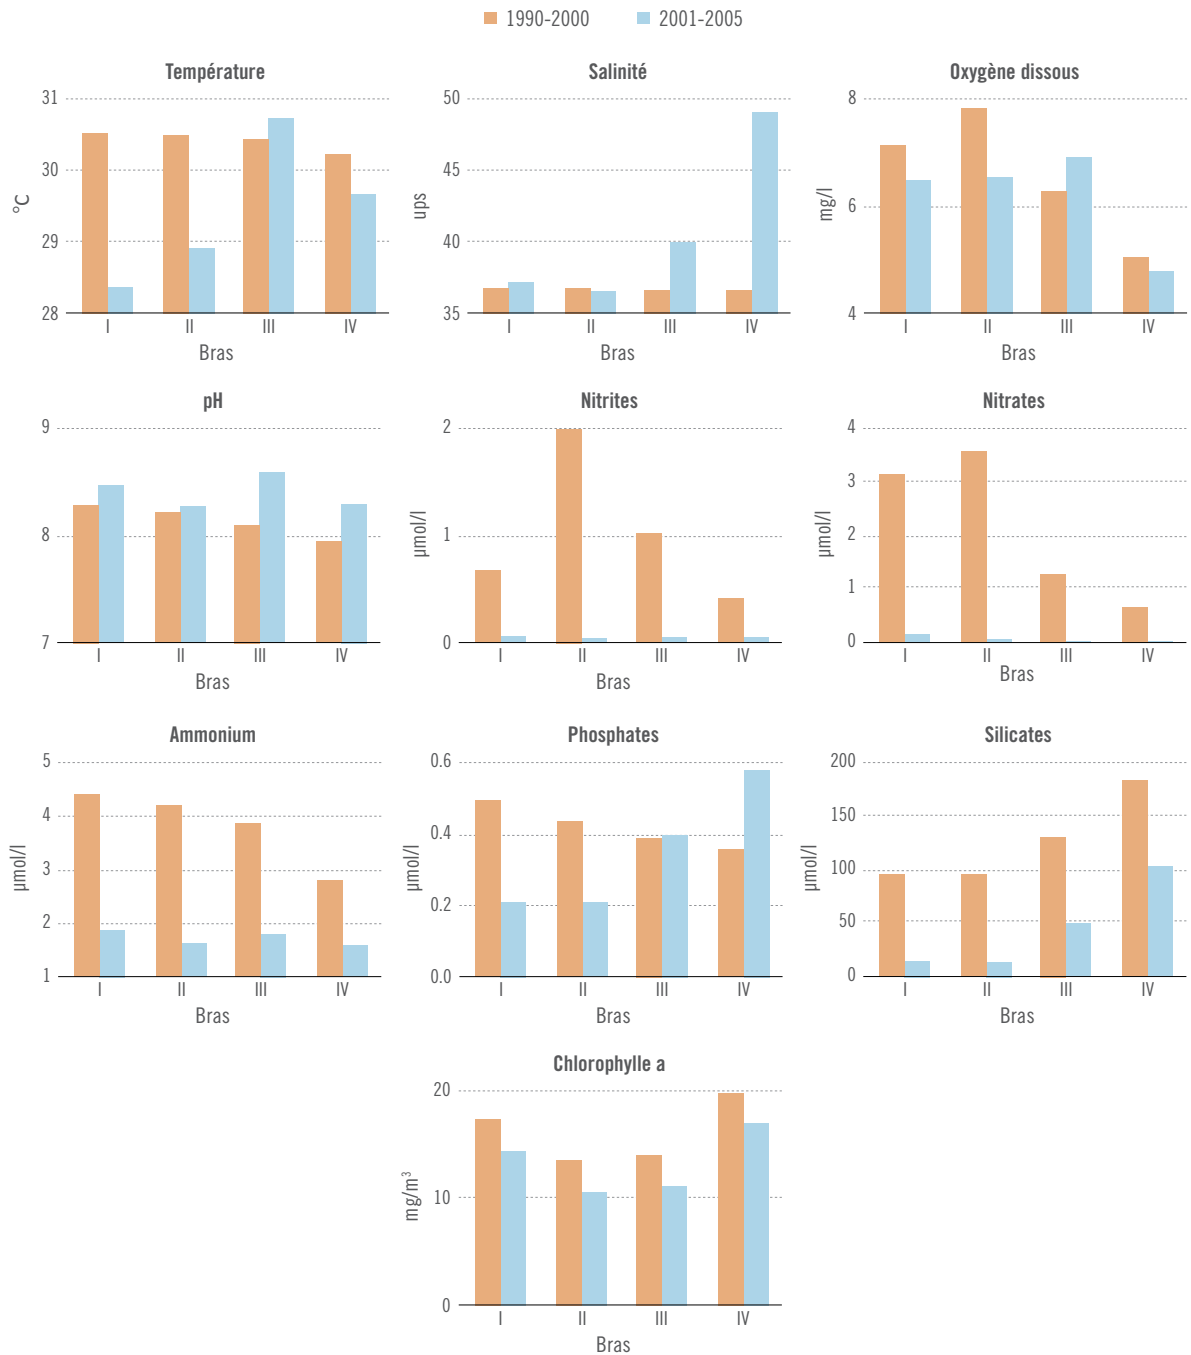 1990-2000 2001-2005
Température
31
30
29
28
°C
I II III IV
Bras
Salinité
50
45
40
35
ups
I II III IV
Bras
Oxygène dissous
8
6
4
mg/l
I II III IV
Bras
pH
9
8
7
I II III IV
Bras
Nitrites
2
1
0
µmol/l
I II III IV
Bras
Nitrates
4
3
2
1
0
µmol/l
I II III IV
Bras
Ammonium
5
4
3
2
1
µmol/l
I II III IV
Bras
Phosphates
0.6
0.4
0.2
0.0
µmol/l
I II III IV
Bras
Silicates
200
150
100
50
0
µmol/l
I II III IV
Bras
Chlorophylle a
20
10
0
mg/m³
I II III IV
Bras